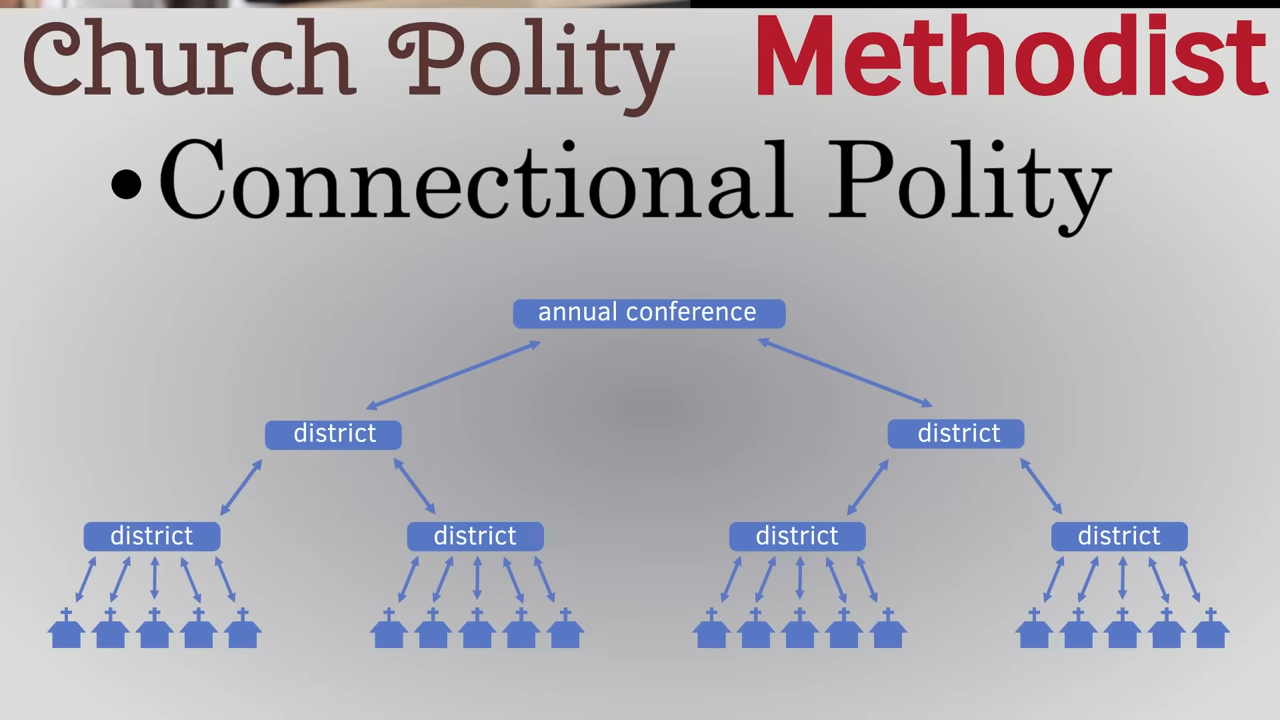 Church Polity Methodist
•Connectional Polity
annual conference
district district
district district district district